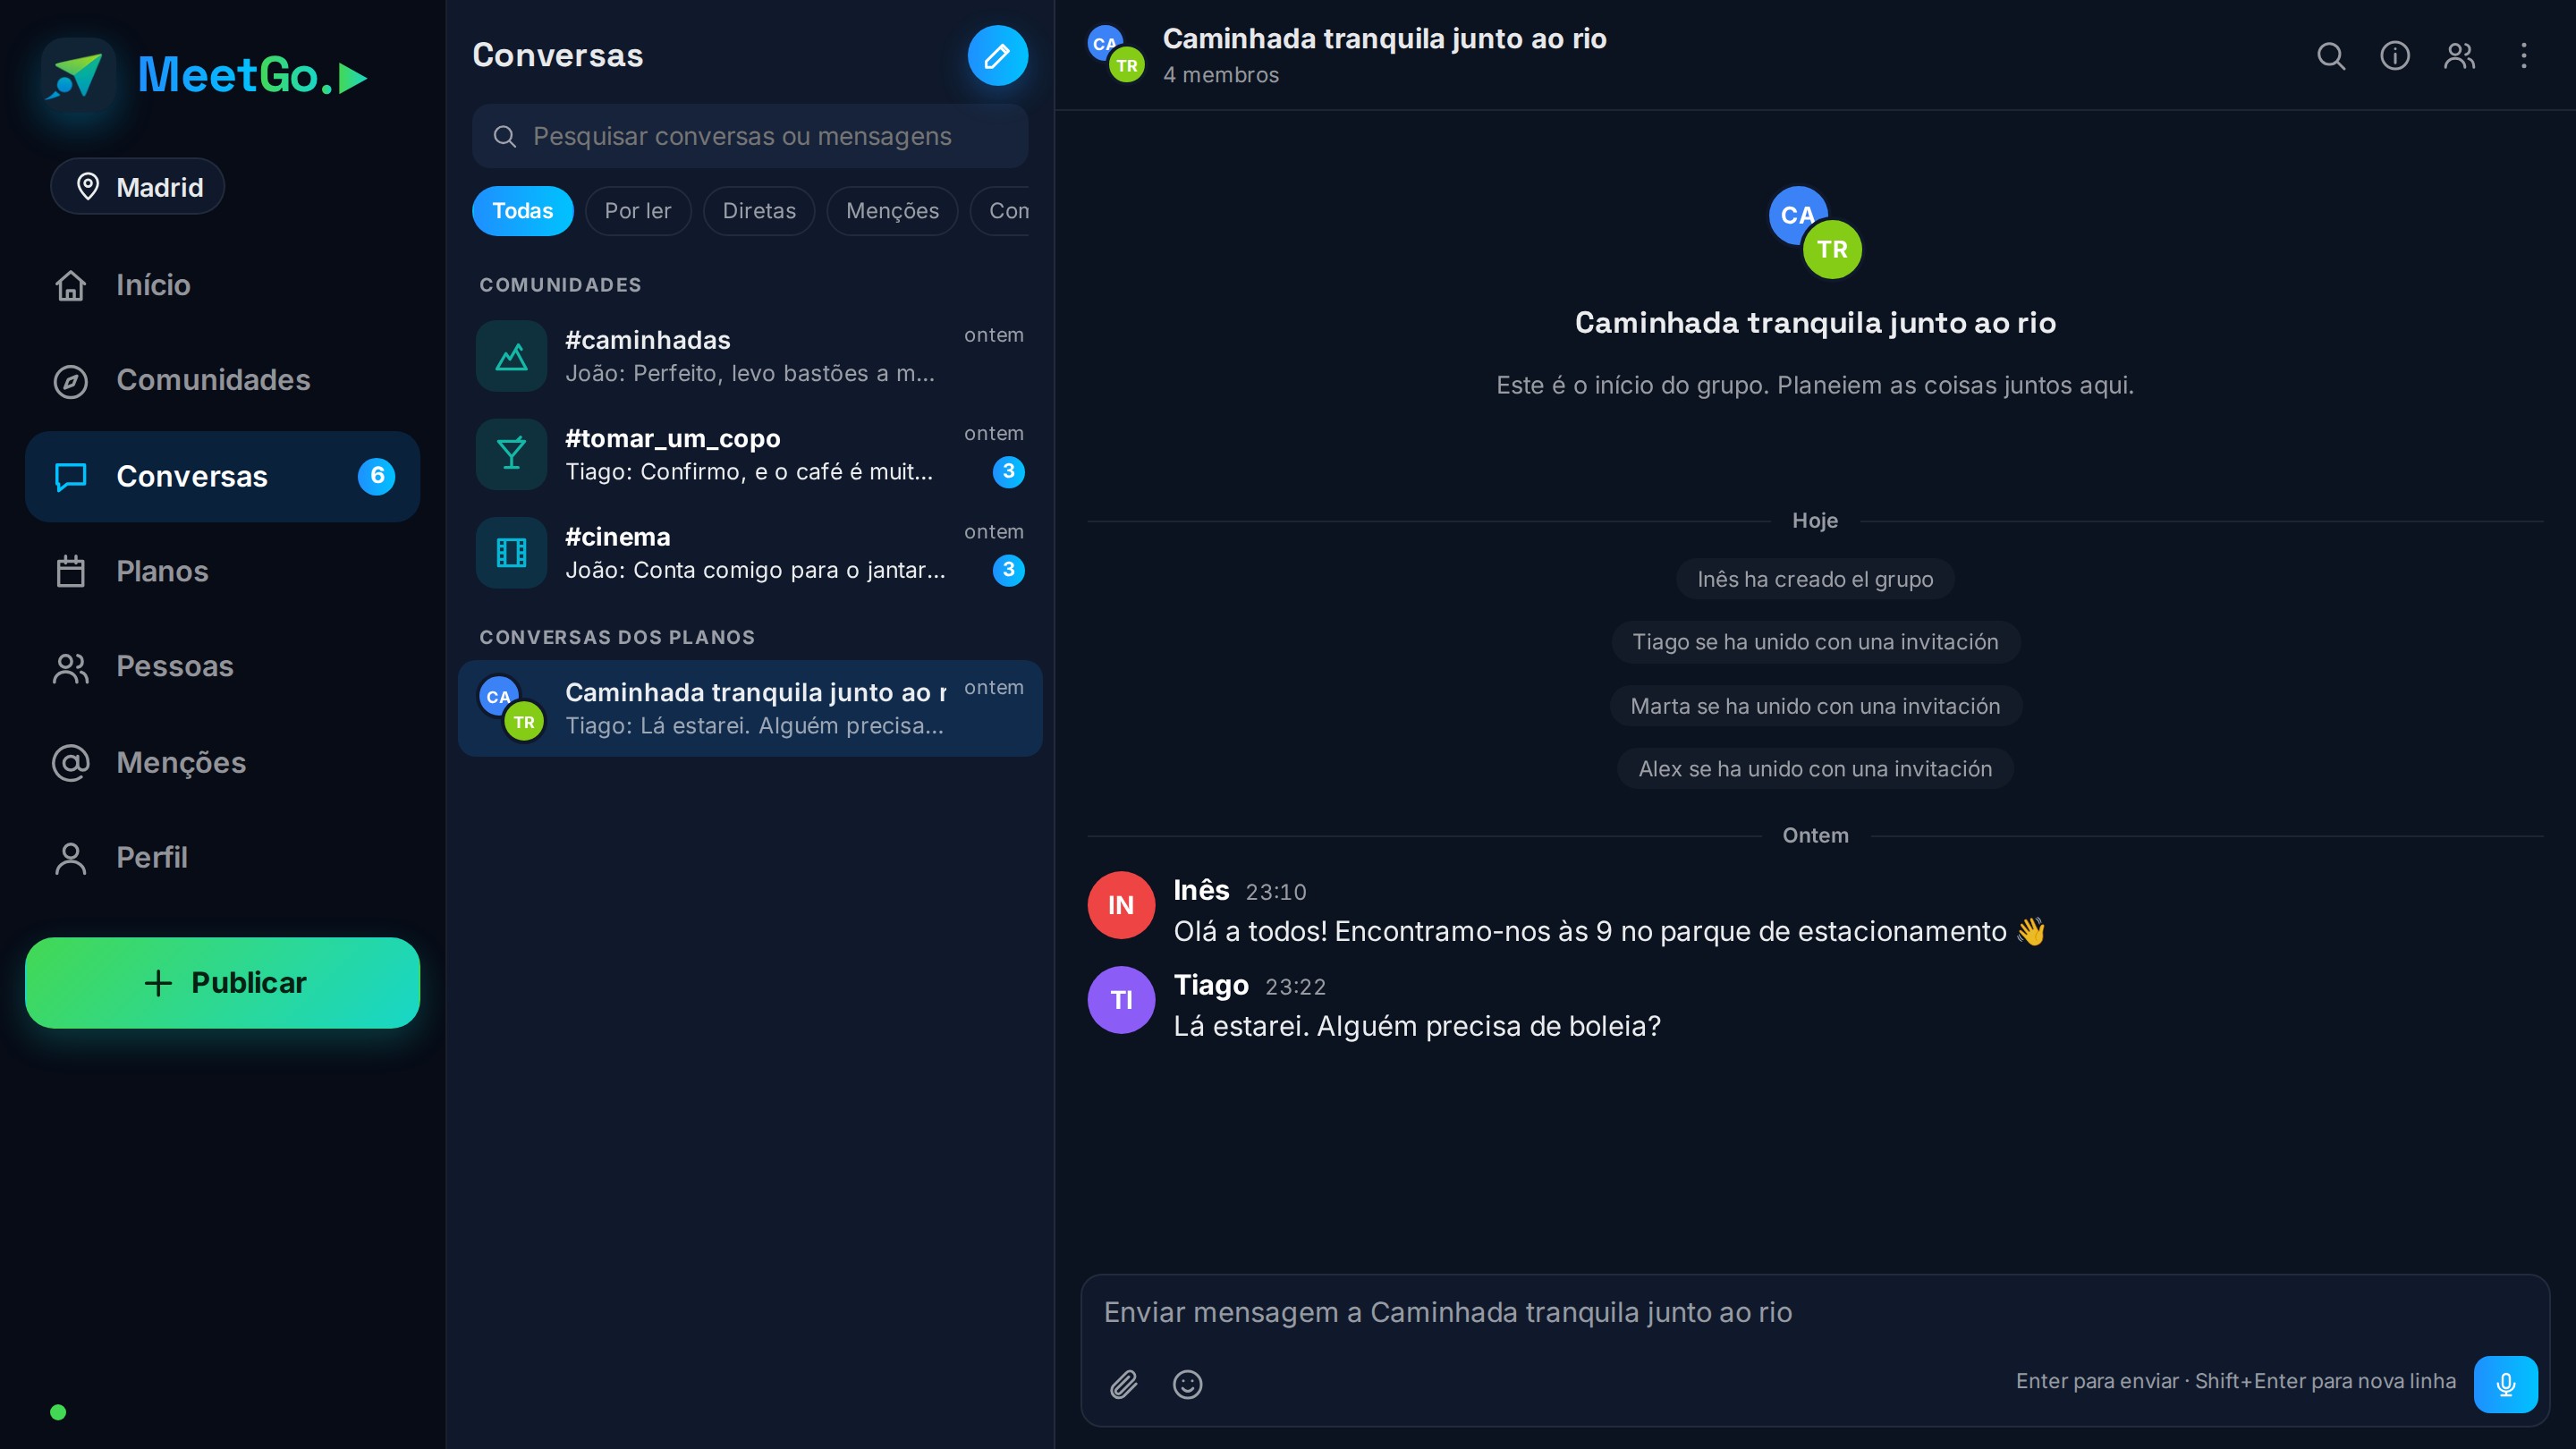 MeetGo.
Madrid
Início
Comunidades
Conversas
6
Planos
Pessoas
Menções
Perfil
Publicar
Conversas
Pesquisar conversas ou mensagens
Todas
Por ler
Diretas
Menções
Com
COMUNIDADES
#caminhadas
ontem
João: Perfeito, levo bastões a m...
#tomar_um_copo
ontem
Tiago: Confirmo, e o café é muit...
3
#cinema
ontem
João: Conta comigo para o jantar...
3
CONVERSAS DOS PLANOS
CA
TR
Caminhada tranquila junto ao r
ontem
Tiago: Lá estarei. Alguém precisa...
CA
TR
Caminhada tranquila junto ao rio
4 membros
CA
TR
Caminhada tranquila junto ao rio
Este é o início do grupo. Planeiem as coisas juntos aqui.
Hoje
Inês ha creado el grupo
Tiago se ha unido con una invitación
Marta se ha unido con una invitación
Alex se ha unido con una invitación
Ontem
IN
Inês 23:10
Olá a todos! Encontramo-nos às 9 no parque de estacionamento 👋
TI
Tiago 23:22
Lá estarei. Alguém precisa de boleia?
Enviar mensagem a Caminhada tranquila junto ao rio
Enter para enviar · Shift+Enter para nova linha